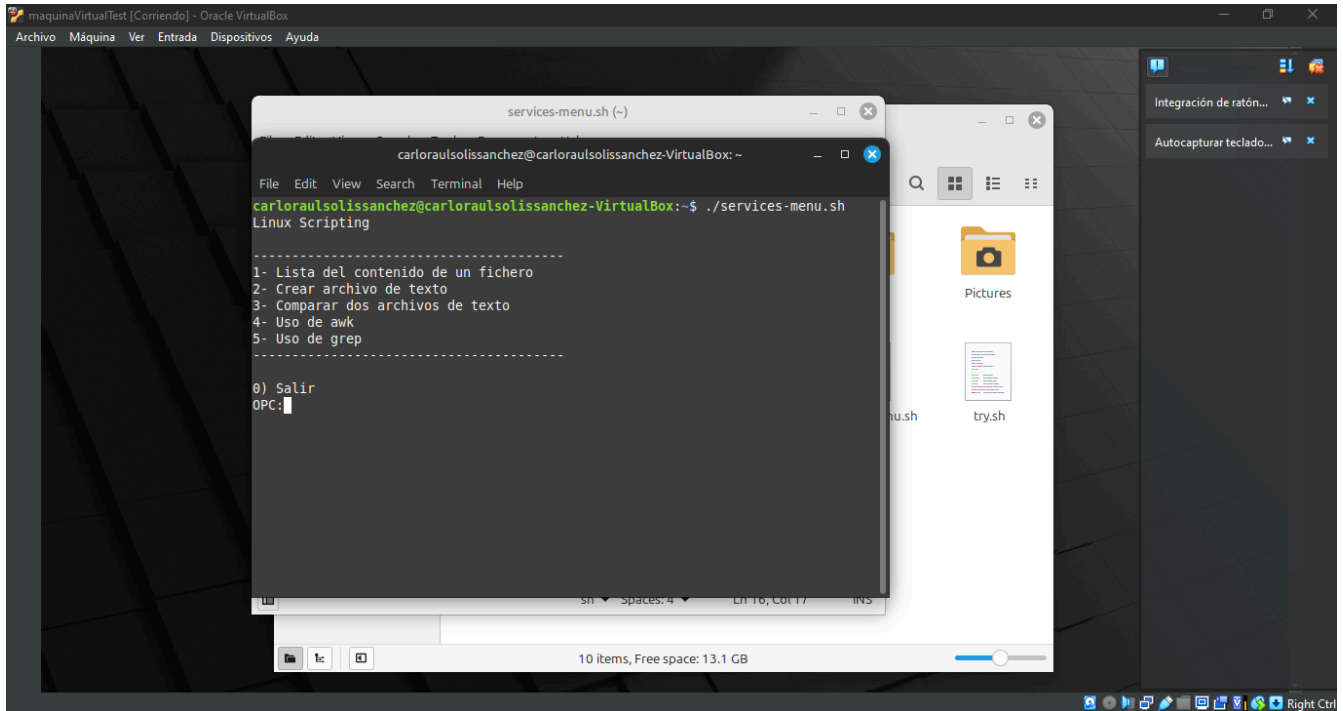 maquinaVirtualTest [Corriendo] - Oracle VirtualBox
Archivo Máquina Ver Entrada Dispositivos Ayuda
services-menu.sh (~)
carloraulsolissanchez@carloraulsolissanchez-VirtualBox: ~
File Edit View Search Terminal Help
carloraulsolissanchez@carloraulsolissanchez-VirtualBox:~$ ./services-menu.sh
Linux Scripting
----------------------------------------
1- Lista del contenido de un fichero
2- Crear archivo de texto
3- Comparar dos archivos de texto
4- Uso de awk
5- Uso de grep
----------------------------------------
0) Salir
OPC:
Integración de ratón...
Autocapturar teclado...
Pictures
nu.sh
try.sh
sh Spaces: 4 Ln 16, Col 17 INS
10 items, Free space: 13.1 GB
Right Ctrl